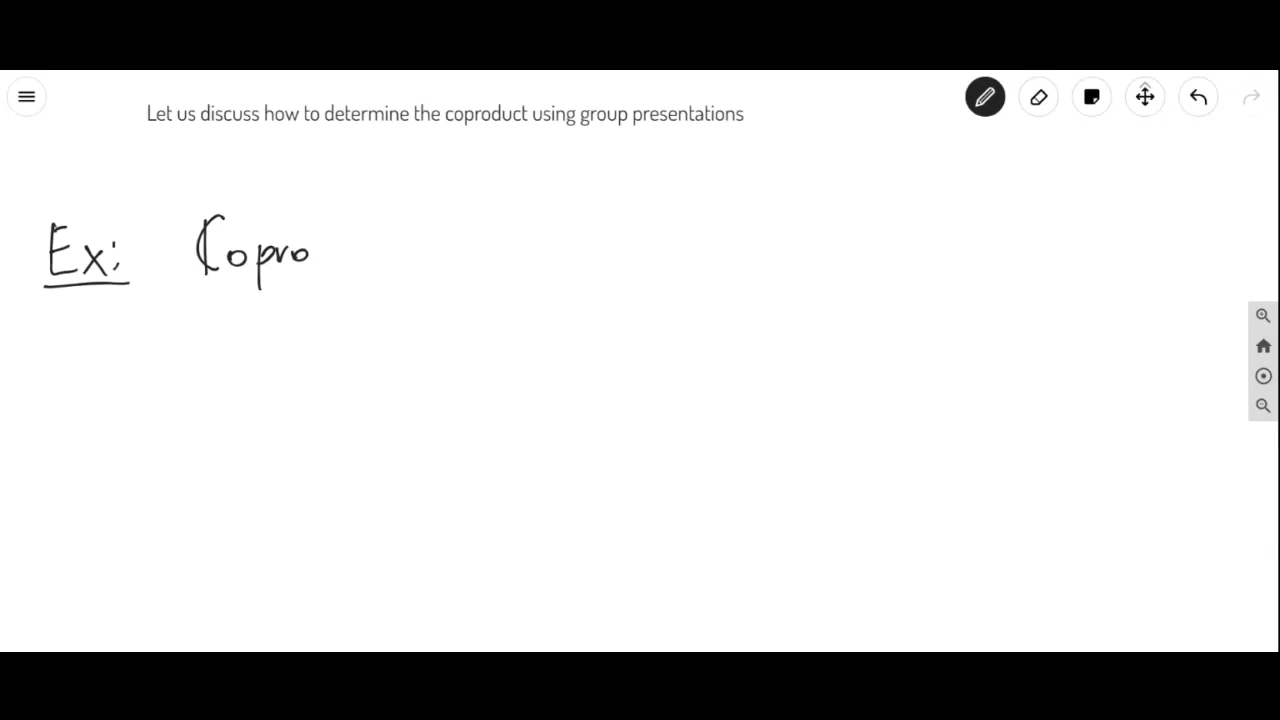 Let us discuss how to determine the coproduct using group presentations
Ex: Copro